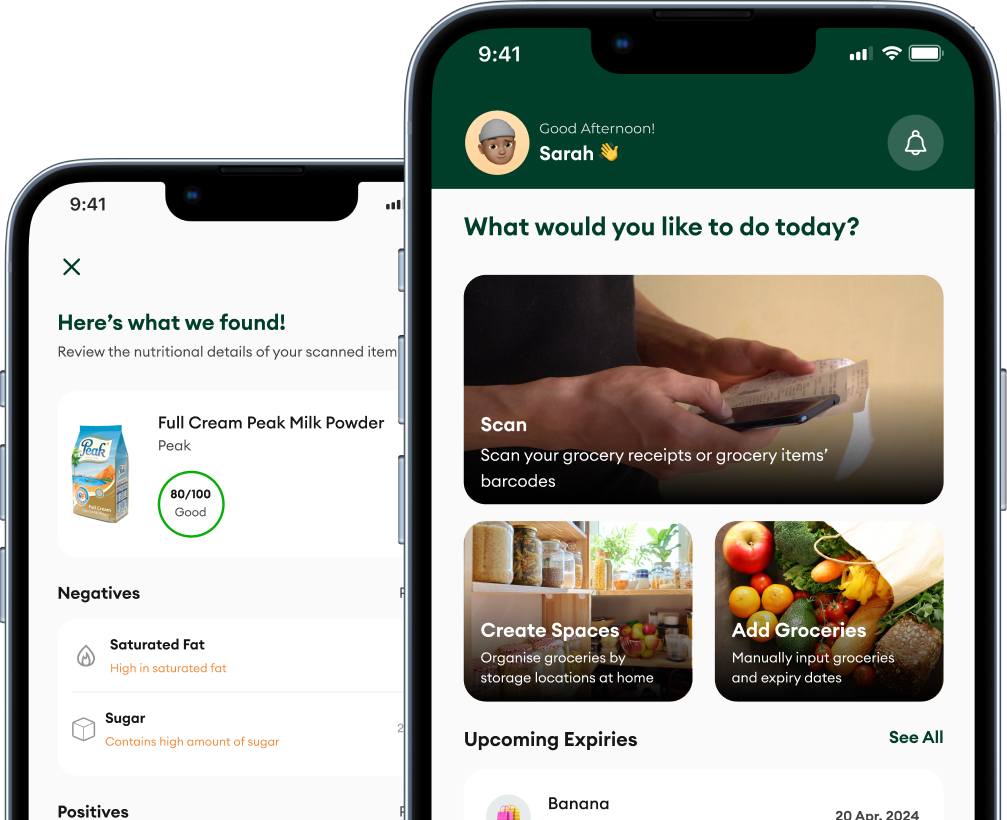 9:41
Here's what we found!
Review the nutritional details of your scanned item
Peak
Full Cream
Full Cream Peak Milk Powder
Peak
80/100
Good
Negatives
Saturated Fat
High in saturated fat
Sugar
Contains high amount of sugar
2
Positives
9:41
Good Afternoon!
Sarah 👋
What would you like to do today?
Scan
Scan your grocery receipts or grocery items'
barcodes
Create Spaces
Organise groceries by
storage locations at home
Add Groceries
Manually input groceries
and expiry dates
Upcoming Expiries
See All
Banana
20 Apr, 2024